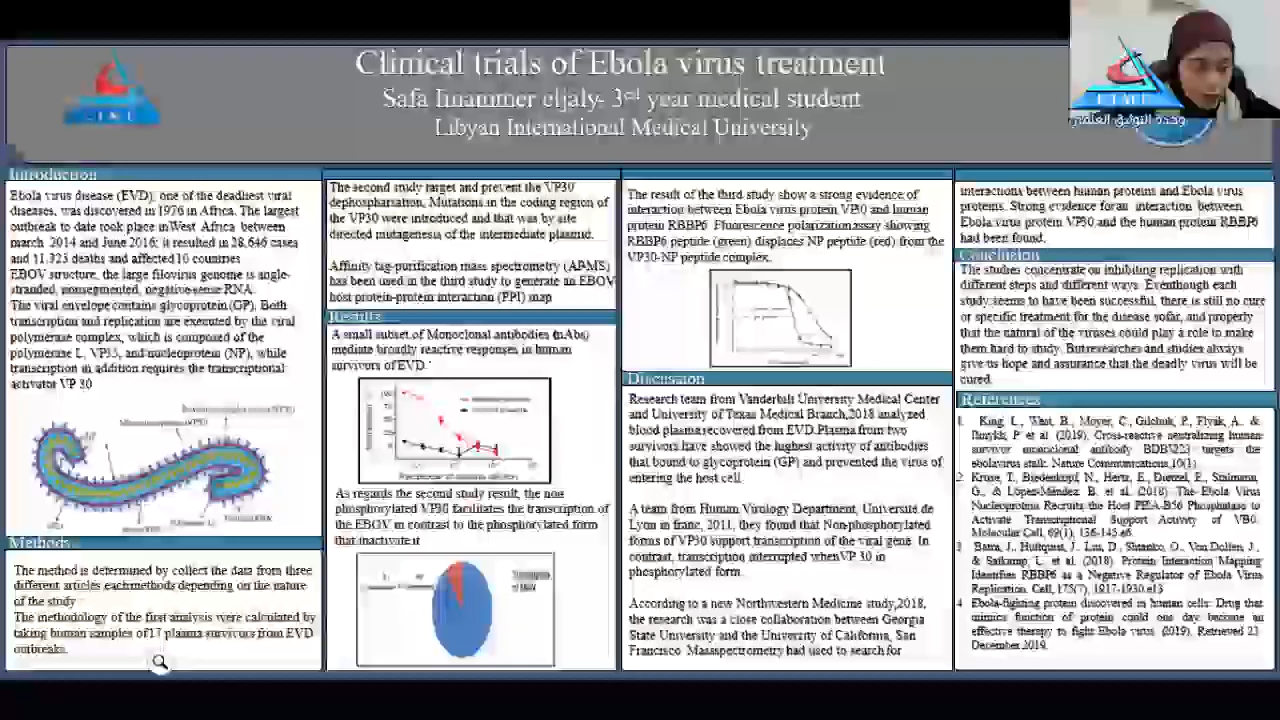 Clinical trials of Ebola virus treatment
Safa Imammer eljaly- 3rd year medical student
Libyan International Medical University
LIMU
وحدة التوثيق العلمي
Introduction
Ebola virus disease (EVD), one of the deadliest viral
diseases, was discovered in 1976 in Africa. The largest
outbreak to date took place in West Africa between
march 2014 and June 2016; it resulted in 28,646 cases
and 11,323 deaths and affected 10 countries
EBOV structure, the large filovirus genome is angle-
stranded, nonsegmented, negative-sense RNA.
The viral envelope contains glycoprotein (GP). Both
transcription and replication are executed by the viral
polymerase complex, which is composed of the
polymerase L, VP35, and nucleoprotein (NP), while
transcription in addition requires the transcriptional
activator VP 30
Methods
The method is determined by collect the data from three
different articles each methods depending on the nature
of the study
The methodology of the first analysis were calculated by
taking human samples of 17 plasma survivors from EVD
outbreaks.
The second study target and prevent the VP30
dephospharlsation. Mutations in the coding region of
the VP30 were introduced and that was by site
directed mutagenesis of the intermediate plasmid.
Affinity tag-purification mass spectrometry (APMS)
has been used in the third study to generate an EBOV
host protein-protein interaction (PPI) map
Results
A small subset of Monoclonal antibodies (mAbs)
mediate broadly reactive responses in human
survivors of EVD.
As regards the second study result, the non
phosphorylated VP30 facilitates the transcription of
the EBOV in contrast to the phosphorylated form
that inactivate it
The result of the third study show a strong evidence of
interaction between Ebola virus protein VB30 and human
protein RBBP6. Fluorescence polarization assay showing
RBBP6 peptide (green) displaces NP peptide (red) from the
VP30-NP peptide complex.
Discussion
Research team from Vanderbalt University Medical Center
and University of Texas Medical Branch,2018 analyzed
blood plasma recovered from EVD.Plasma from two
survivors have showed the highest activity of antibodies
that bound to glycoprotein (GP) and prevented the virus of
entering the host cell.
A team from Human Virology Department, Université de
Lyon in franc, 2011, they found that Non-phosphorylated
forms of VP30 support transcription of the viral gene. In
contrast, transcription interrupted when VP 30 in
phosphorylated form.
According to a new Northwestern Medicine study,2018,
the research was a close collaboration between Georgia
State University and the University of California, San
Francisco. Massspectrometry had used to search for
interactions between human proteins and Ebola virus
proteins. Strong evidence for an interaction between
Ebola virus protein VP30 and the human protein RBBP6
had been found.
Conclusion
The studies concentrate on inhibiting replication with
different steps and different ways. Eventhough each
study seems to have been successful, there is still no cure
or specific treatment for the disease sofar, and properly
that the natural of the viruses could play a role to make
them hard to study. But researches and studies always
give us hope and assurance that the deadly virus will be
cured.
References
1. King, L., West, B., Moyer, C., Gilchuk, P., Flyak, A., &
Ilinykh, P. et al. (2019). Cross-reactive neutralizing human
survivor monoclonal antibody BDBV223 targets the
ebolavirus stalk. Nature Communications,10(1).
2. Kruse, T., Biedenkopf, N., Hertz, E., Dietzel, E., Stalmann,
G., & López-Méndez, B. et al. (2018). The Ebola Virus
Nucleoprotein Recruits the Host PP2A-B56 Phosphatase to
Activate Transcriptional Support Activity of VB0.
Molecular Cell, 69(1), 136-145.e6.
3. Batra, J., Hultquist, J., Liu, D., Shtanko, O., Von Dollen, J.,
& Satkamp, L. et al. (2018). Protein Interaction Mapping
Identifies RBBP6 as a Negative Regulator of Ebola Virus
Replication. Cell, 175(7), 1917-1930.e13
4. Ebola-fighting protein discovered in human cells: Drug that
mimics function of protein could one day become an
effective therapy to fight Ebola virus. (2019). Retrieved 23
December 2019.